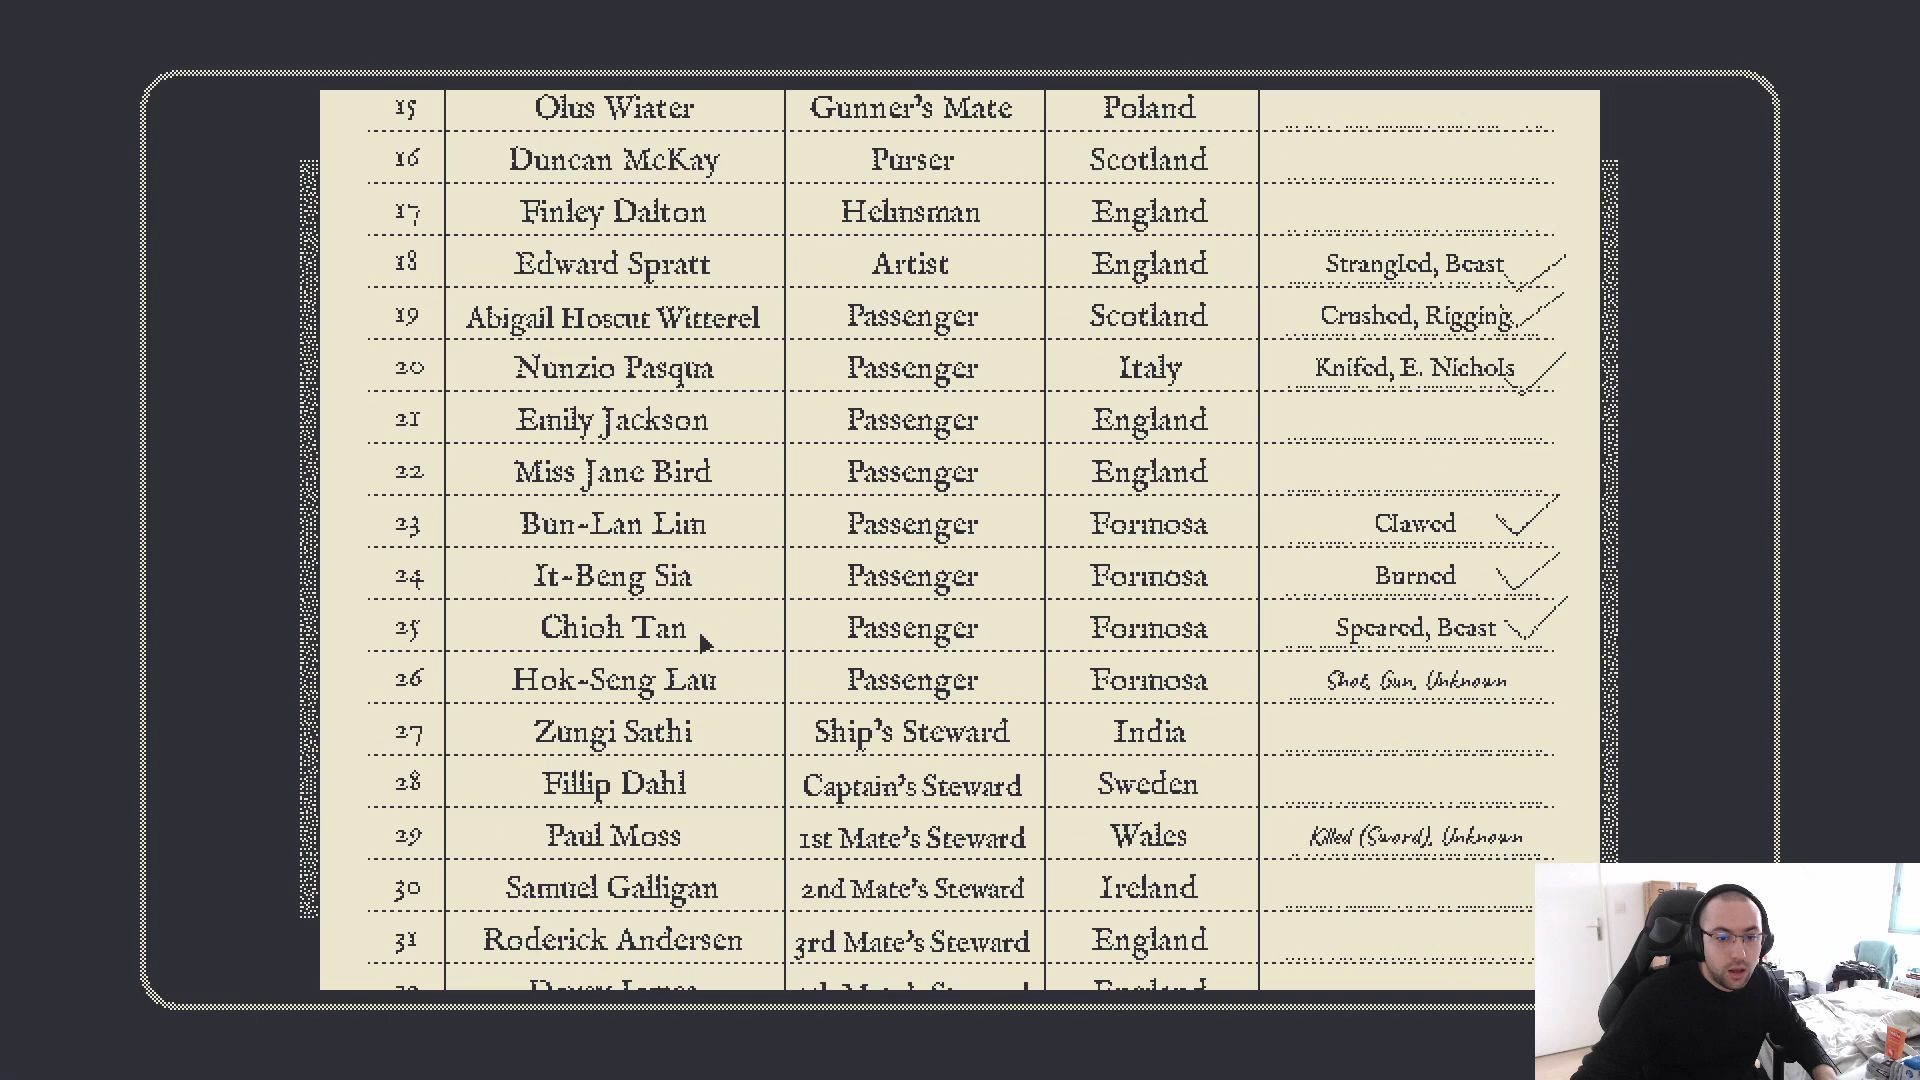 15 Olus Wiater Gunner's Mate Poland
16 Duncan McKay Purser Scotland
17 Finley Dalton Helmsman England
18 Edward Spratt Artist England Strangled, Beast
19 Abigail Hoscut Witterel Passenger Scotland Crushed, Rigging
20 Nunzio Pasqua Passenger Italy Knifed, E. Nichols
21 Emily Jackson Passenger England
22 Miss Jane Bird Passenger England
23 Bun-Lan Lim Passenger Formosa Clawed
24 It-Beng Sia Passenger Formosa Burned
25 Chioh Tan Passenger Formosa Speared, Beast
26 Hok-Seng Lau Passenger Formosa Shot, Gun, Unknown
27 Zungi Sathi Ship's Steward India
28 Fillip Dahl Captain's Steward Sweden
29 Paul Moss 1st Mate's Steward Wales Killed (Sword), Unknown
30 Samuel Galligan 2nd Mate's Steward Ireland
31 Roderick Andersen 3rd Mate's Steward England